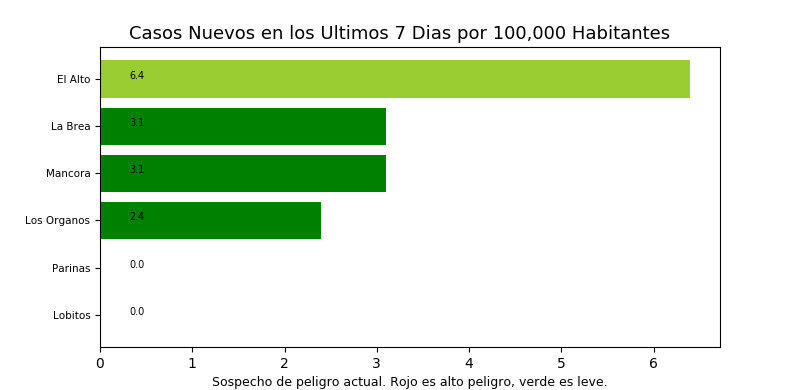 Casos Nuevos en los Ultimos 7 Dias por 100,000 Habitantes
El Alto 6.4
La Brea 3.1
Mancora 3.1
Los Organos 2.4
Parinas 0.0
Lobitos 0.0
0 1 2 3 4 5 6
Sospecho de peligro actual. Rojo es alto peligro, verde es leve.